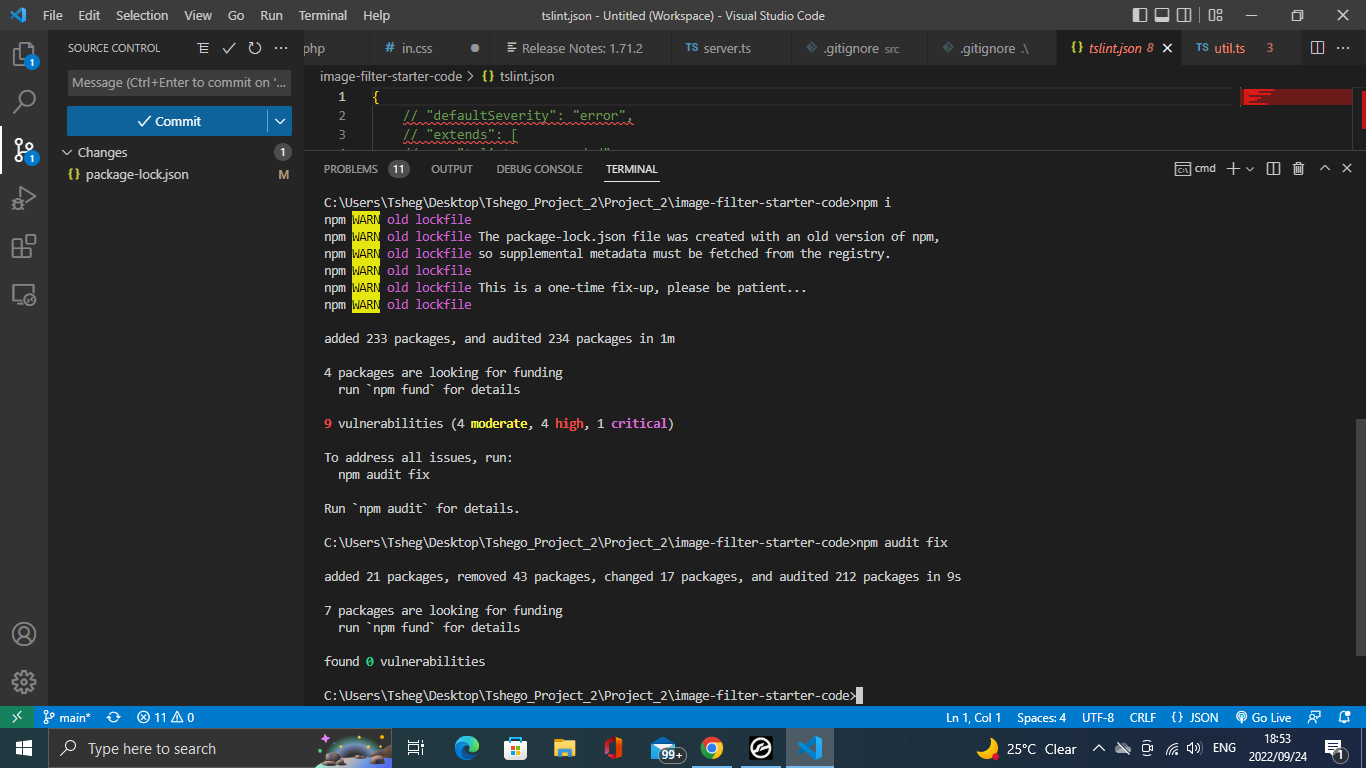 File Edit Selection View Go Run Terminal Help
tslint.json - Untitled (Workspace) - Visual Studio Code
SOURCE CONTROL
Message (Ctrl+Enter to commit on '...
Commit
Changes 1
{} package-lock.json M
1
1
php
# in.css
Release Notes: 1.71.2
TS server.ts
.gitignore src
.gitignore .\
{} tslint.json 8
TS util.ts 3
image-filter-starter-code > {} tslint.json
1 {
2 // "defaultSeverity": "error",
3 // "extends": [
PROBLEMS 11 OUTPUT DEBUG CONSOLE TERMINAL
cmd
C:\Users\Tsheg\Desktop\Tshego_Project_2\Project_2\image-filter-starter-code>npm i
npm WARN old lockfile
npm WARN old lockfile The package-lock.json file was created with an old version of npm,
npm WARN old lockfile so supplemental metadata must be fetched from the registry.
npm WARN old lockfile
npm WARN old lockfile This is a one-time fix-up, please be patient...
npm WARN old lockfile
added 233 packages, and audited 234 packages in 1m
4 packages are looking for funding
run `npm fund` for details
9 vulnerabilities (4 moderate, 4 high, 1 critical)
To address all issues, run:
npm audit fix
Run `npm audit` for details.
C:\Users\Tsheg\Desktop\Tshego_Project_2\Project_2\image-filter-starter-code>npm audit fix
added 21 packages, removed 43 packages, changed 17 packages, and audited 212 packages in 9s
7 packages are looking for funding
run `npm fund` for details
found 0 vulnerabilities
C:\Users\Tsheg\Desktop\Tshego_Project_2\Project_2\image-filter-starter-code>
main* 11 0
Ln 1, Col 1 Spaces: 4 UTF-8 CRLF {} JSON Go Live
Type here to search
99+
25°C Clear
ENG
18:53
2022/09/24
1